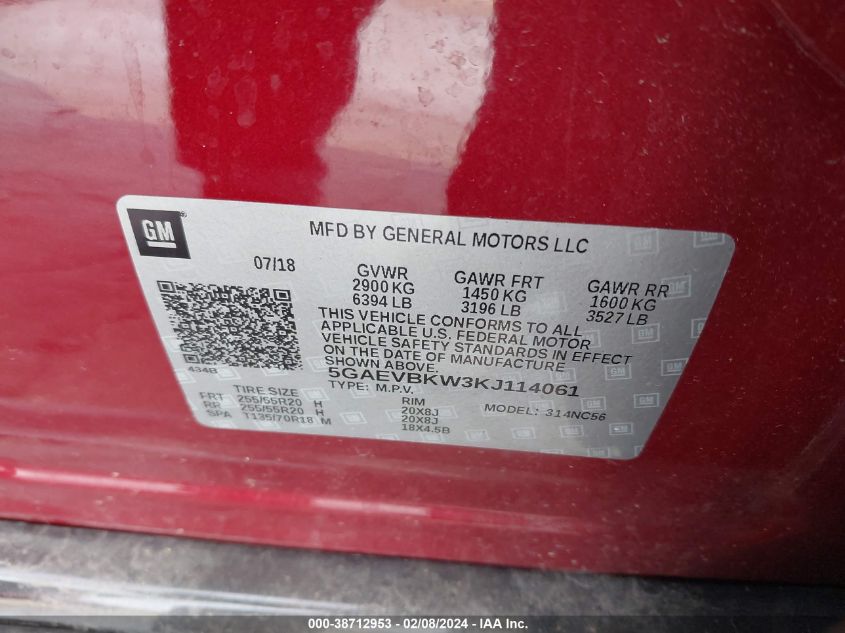 GM
MFD BY GENERAL MOTORS LLC
07/18 GVWR GAWR FRT GAWR RR
2900 KG 1450 KG 1600 KG
6394 LB 3196 LB 3527 LB
THIS VEHICLE CONFORMS TO ALL
APPLICABLE U.S. FEDERAL MOTOR
VEHICLE SAFETY STANDARDS IN EFFECT
ON THE DATE OF MANUFACTURE
SHOWN ABOVE.
434B
5GAEVBKW3KJ114061
TYPE: M.P.V.
MODEL: 314NC56
TIRE SIZE RIM
FRT 255/55R20 H 20X8J
RR 255/55R20 H 20X8J
SPA T135/70R18 M 18X4.5B
000-38712953 - 02/08/2024 - IAA Inc.